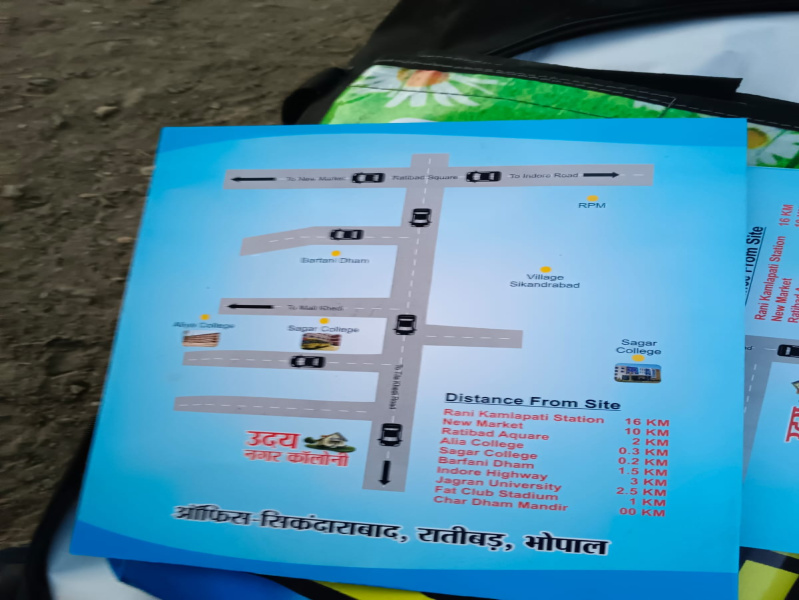 To New Market
Ratibad Square
To Indore Road
RPM
Barfani Dham
Village
Sikandrabad
Alia College
Sagar College
Sagar
College
उदय
नगर कॉलोनी
Distance From Site
Rani Kamlapati Station 16 KM
New Market 10 KM
Ratibad Aquare 2 KM
Alia College 0.3 KM
Sagar College 0.2 KM
Barfani Dham 1.5 KM
Indore Highway 3 KM
Jagran University 2.5 KM
Fat Club Stadium 1 KM
Char Dham Mandir 00 KM
ऑफिस-सिकंदाराबाद, रातीबड़, भोपाल
From Site
Rani Kamlapati Station 16 KM
New Market